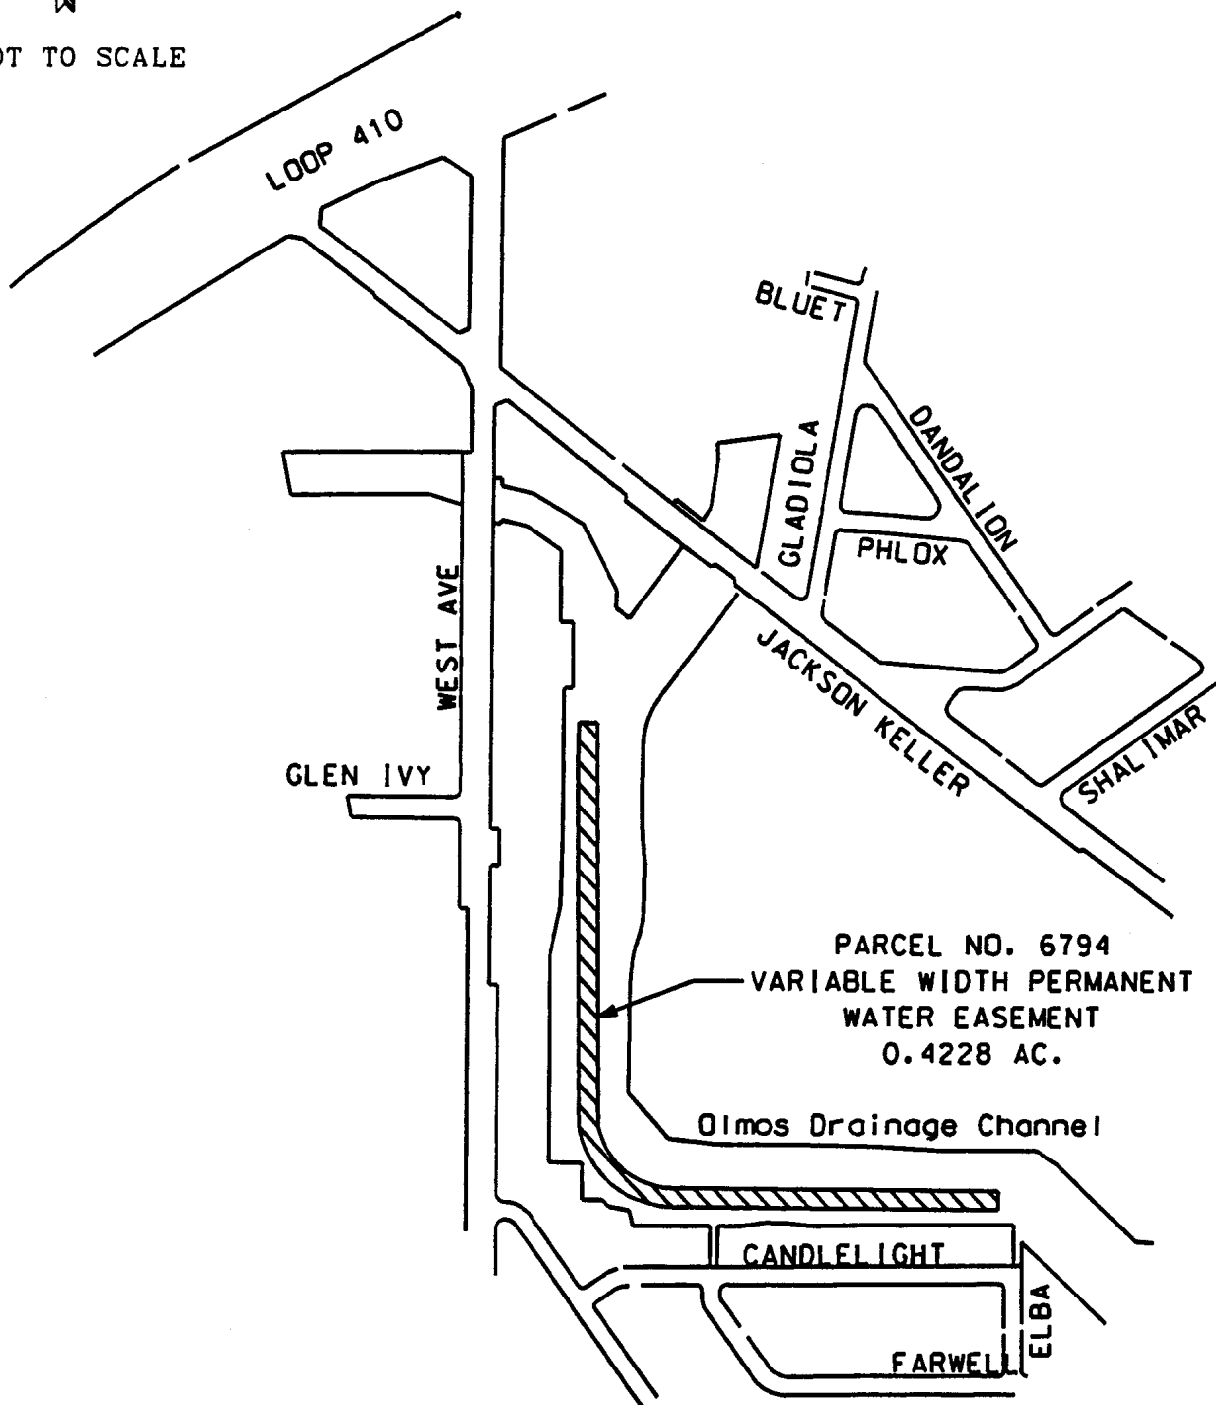 TO SCALE
LOOP 410
BLUET
DANDALION
GLADIOLA
PHLOX
WEST AVE
JACKSON KELLER
SHALIMAR
GLEN IVY
PARCEL NO. 6794
VARIABLE WIDTH PERMANENT
WATER EASEMENT
0.4228 AC.
Olmos Drainage Channel
CANDLELIGHT
ELBA
FARWELL